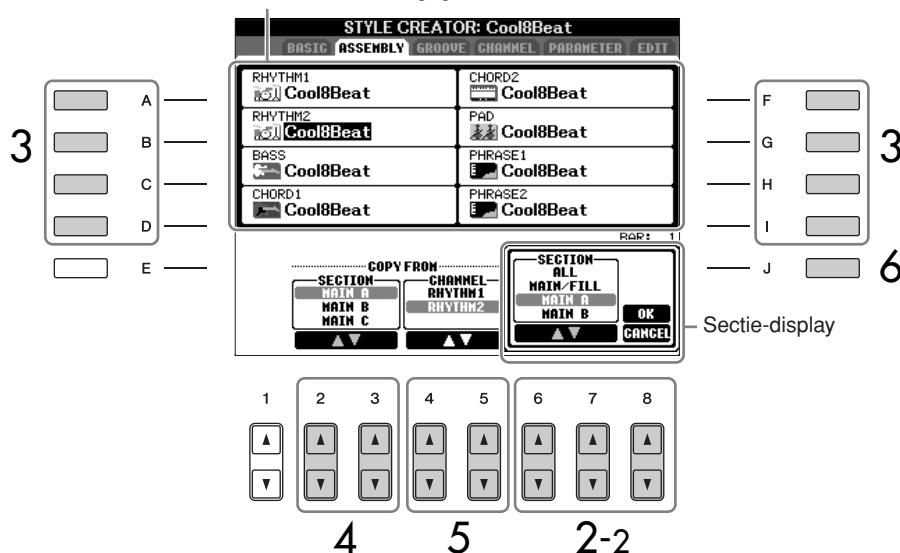 STYLE CREATOR: Cool8Beat
BASIC ASSEMBLY GROOVE CHANNEL PARAMETER EDIT
RHYTHM1
Cool8Beat
CHORD2
Cool8Beat
RHYTHM2
Cool8Beat
PAD
Cool8Beat
BASS
Cool8Beat
PHRASE1
Cool8Beat
CHORD1
Cool8Beat
PHRASE2
Cool8Beat
A
B
C
D
E
3
F
G
H
I
J
3
6
BAR: 1
COPY FROM
SECTION
MAIN A
MAIN B
MAIN C
CHANNEL
RHYTHM1
RHYTHM2
SECTION
ALL
MAIN/FILL
MAIN A
MAIN B
OK
CANCEL
Sectie-display
1 2 3 4 5 6 7 8
4 5 2-2